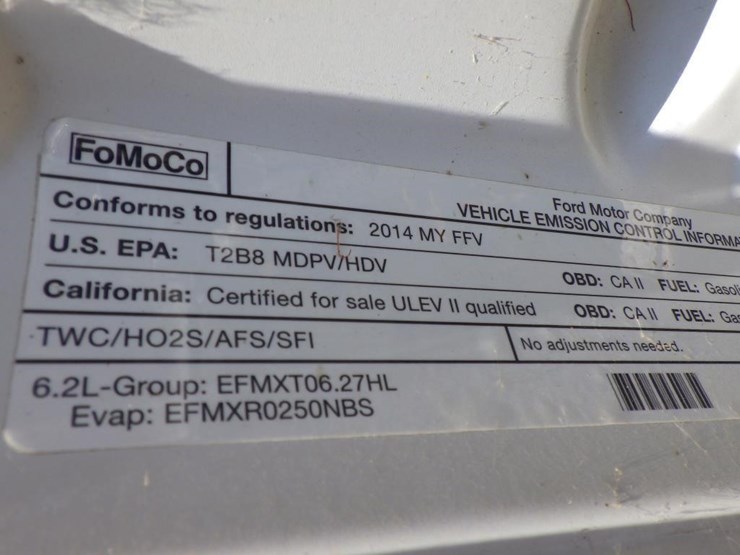 FoMoCo
Ford Motor Company
VEHICLE EMISSION CONTROL
Conforms to regulations: 2014 MY FFV
U.S. EPA: T2B8 MDPV/HDV OBD: CA II FUEL:
California: Certified for sale ULEV II qualified OBD: CA II FUEL:
TWC/HO2S/AFS/SFI No adjustments needed.
6.2L-Group: EFMXT06.27HL
Evap: EFMXR0250NBS